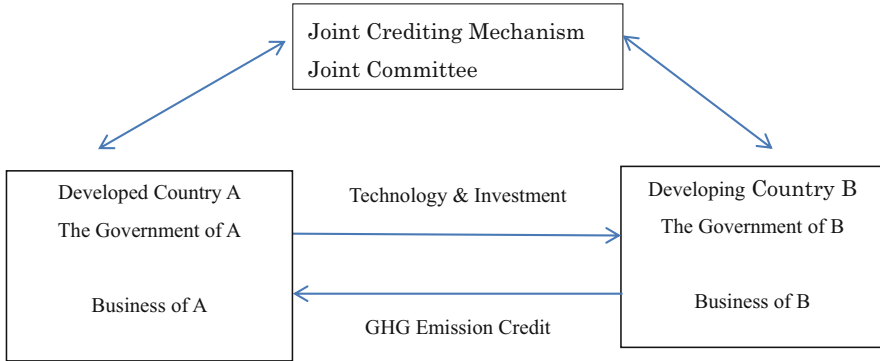 Joint Crediting Mechanism
Joint Committee
Developed Country A
The Government of A
Business of A
Technology & Investment
GHG Emission Credit
Developing Country B
The Government of B
Business of B